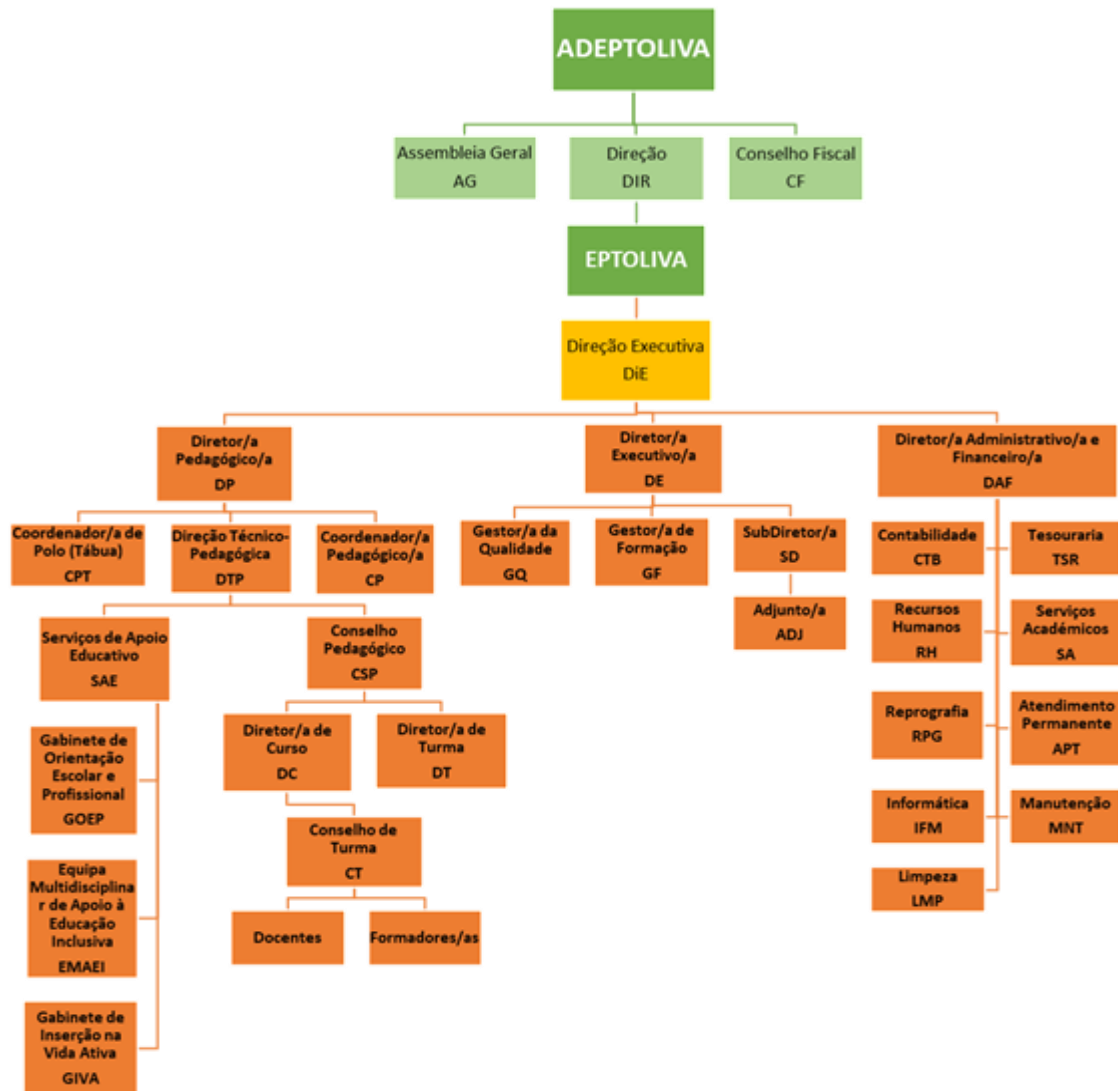 ADEPTOLIVA
Assembleia Geral
AG
Direção
DIR
Conselho Fiscal
CF
EPTOLIVA
Direção Executiva
DiE
Diretor/a
Pedagógico/a
DP
Diretor/a
Executivo/a
DE
Diretor/a Administrativo/a e
Financeiro/a
DAF
Coordenador/a de
Polo (Tábua)
CPT
Direção Técnico-
Pedagógica
DTP
Coordenador/a
Pedagógico/a
CP
Gestor/a da
Qualidade
GQ
Gestor/a de
Formação
GF
SubDiretor/a
SD
Adjunto/a
ADJ
Contabilidade
CTB
Tesouraria
TSR
Recursos
Humanos
RH
Serviços
Académicos
SA
Reprografia
RPG
Atendimento
Permanente
APT
Informática
IFM
Manutenção
MNT
Limpeza
LMP
Serviços de Apoio
Educativo
SAE
Conselho
Pedagógico
CSP
Gabinete de
Orientação
Escolar e
Profissional
GOEP
Equipa
Multidisciplina
r de Apoio à
Educação
Inclusiva
EMAEI
Gabinete de
Inserção na
Vida Ativa
GIVA
Diretor/a de
Curso
DC
Diretor/a de
Turma
DT
Conselho de
Turma
CT
Docentes
Formadores/as